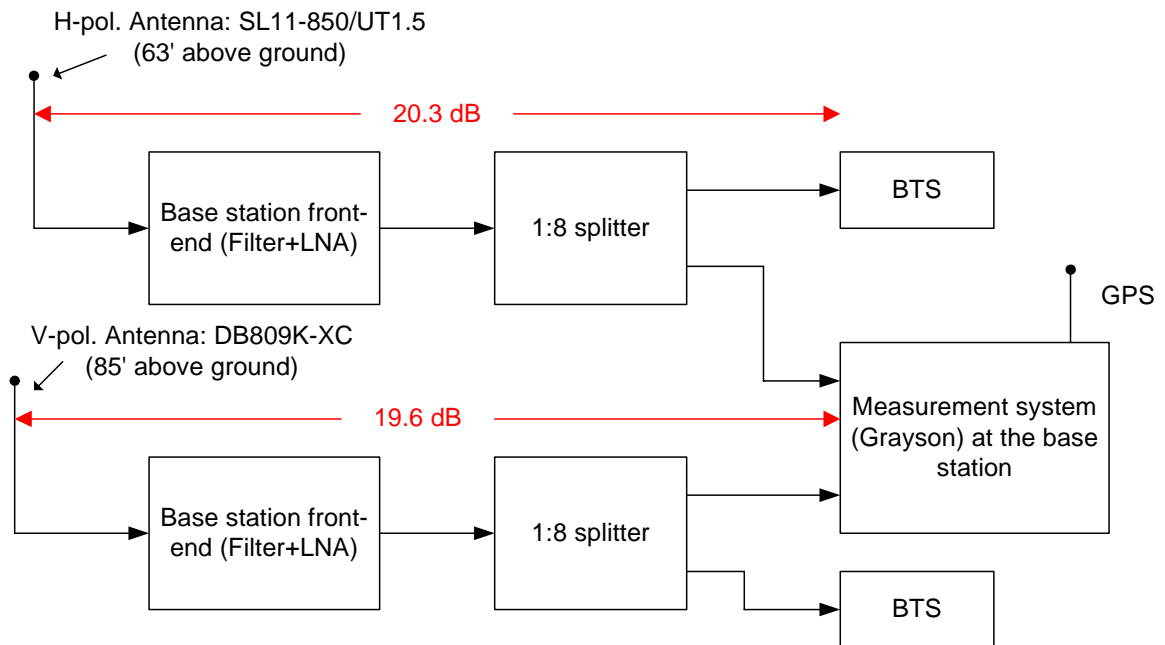 H-pol. Antenna: SL11-850/UT1.5
(63' above ground)
20.3 dB
Base station front-
end (Filter+LNA)
1:8 splitter
BTS
GPS
V-pol. Antenna: DB809K-XC
(85' above ground)
19.6 dB
Measurement system
(Grayson) at the base
station
Base station front-
end (Filter+LNA)
1:8 splitter
BTS